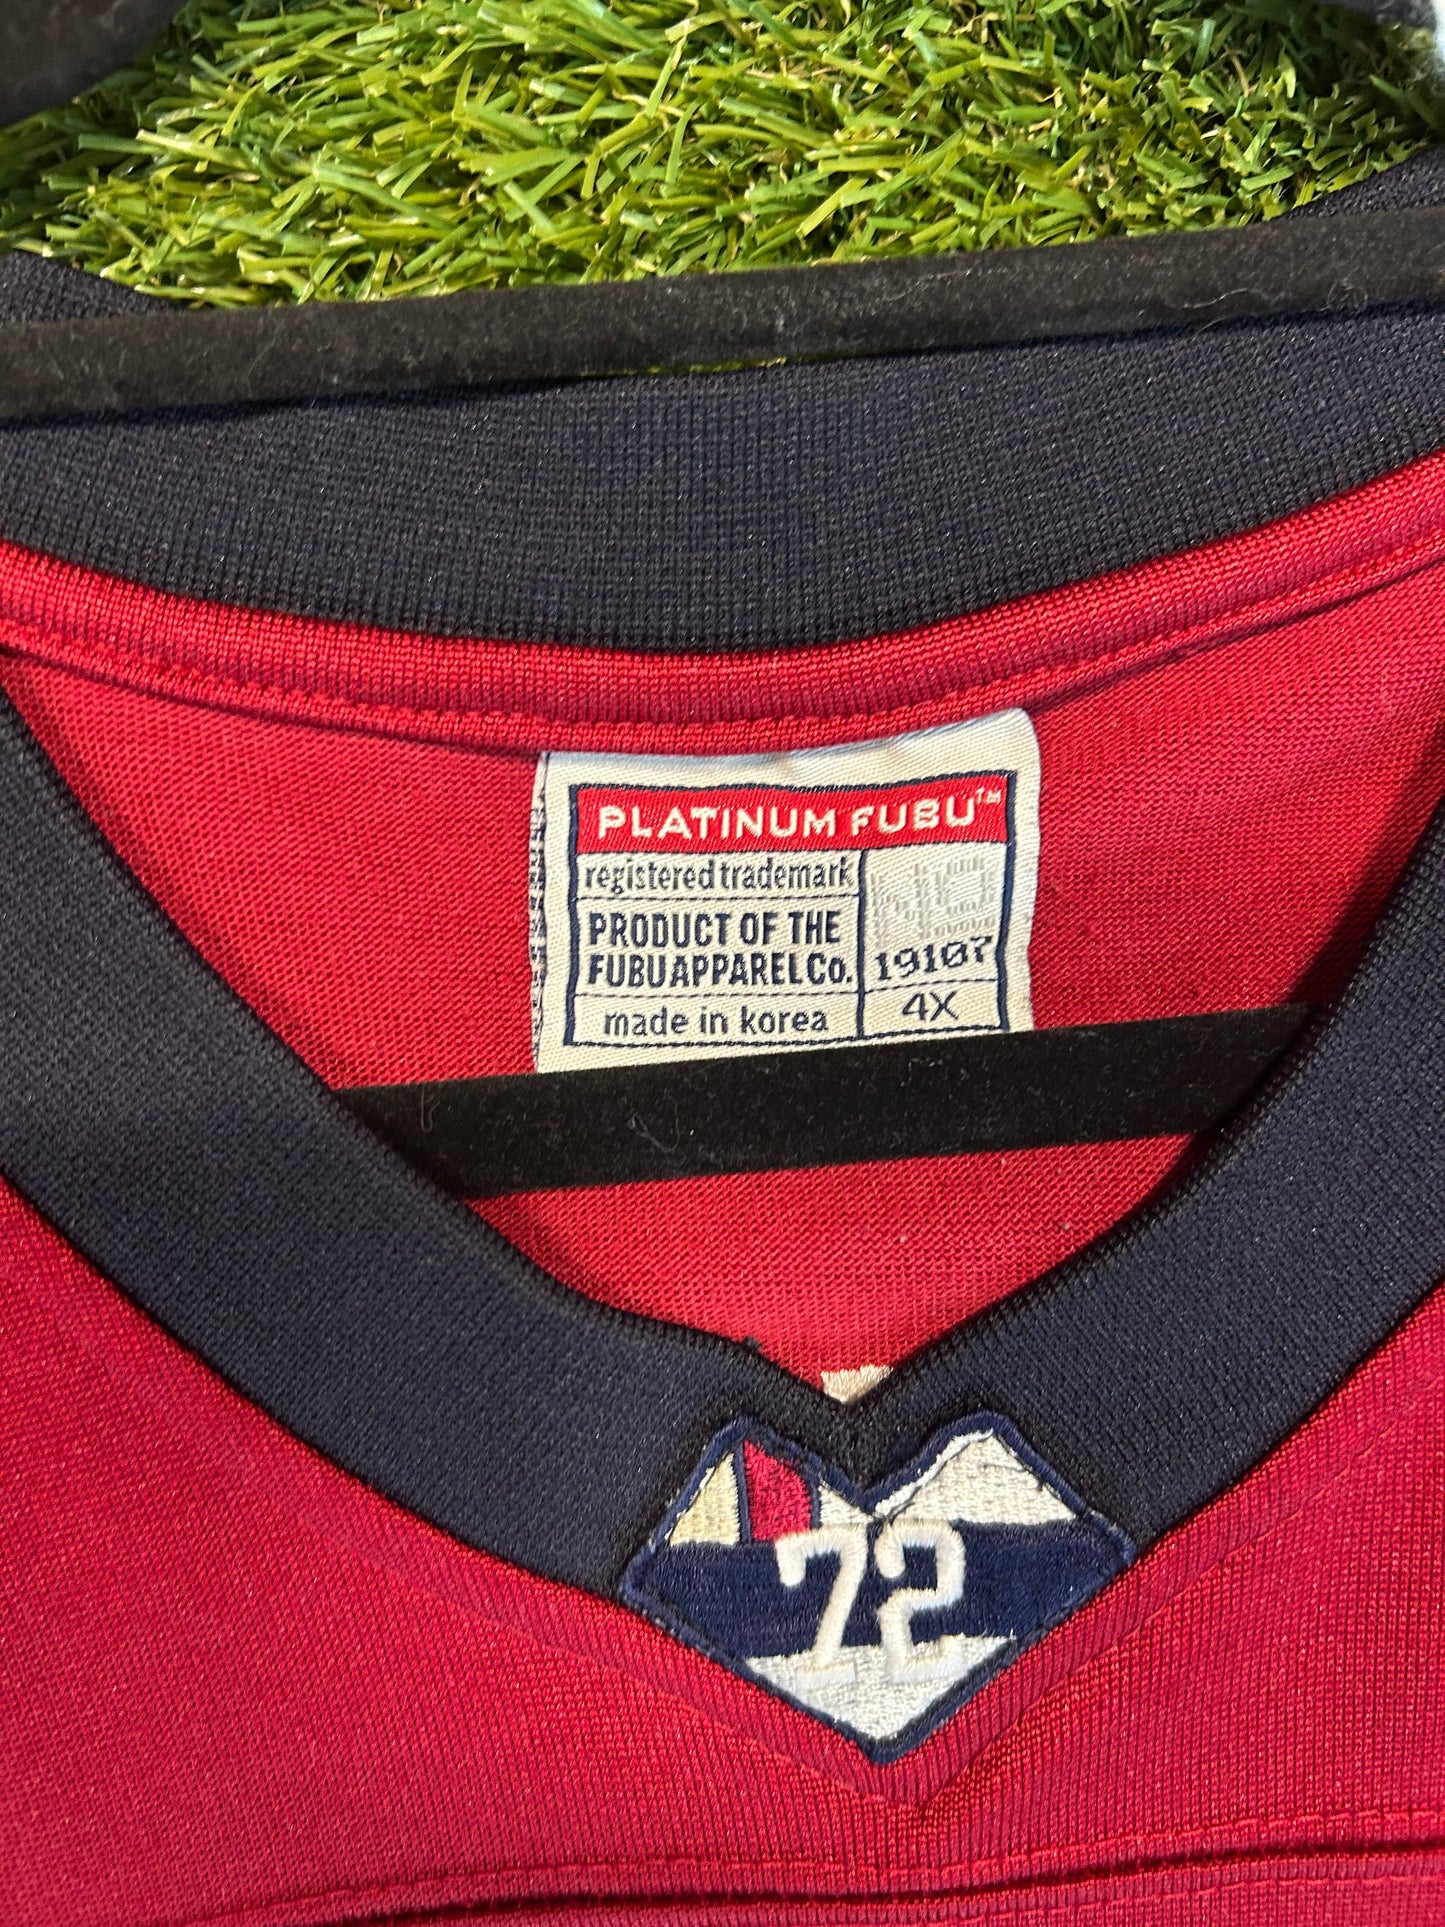 PLATINUM FUBU™
registered trademark
PRODUCT OF THE
FUBU APPAREL Co.
19107
made in korea
4X
72